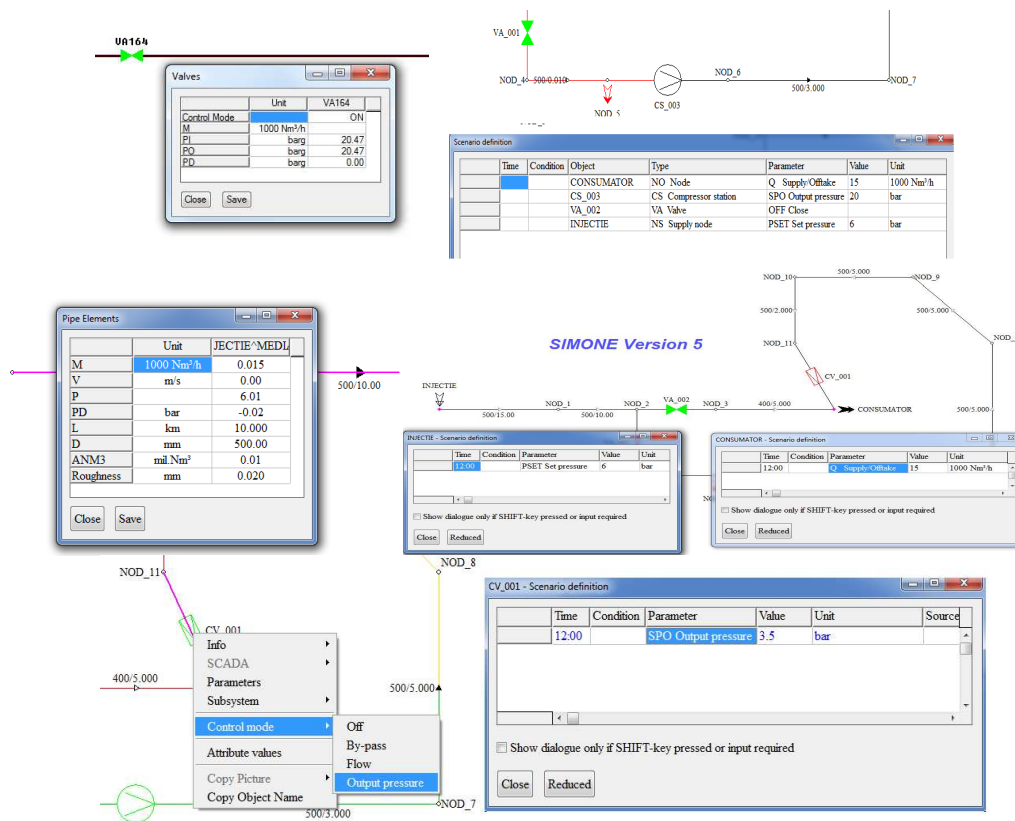 VA164
Valves
Unit VA164
Control Mode ON
M 1000 Nm³/h
PI barg 20.47
PO barg 20.47
PD barg 0.00
Close Save
VA_001
NOD_4 500/0.010
NOD_5
CS_003
NOD_6
500/3.000
NOD_7
Scenario definition
Time Condition Object Type Parameter Value Unit
CONSUMATOR NO Node Q Supply/Offtake 15 1000 Nm³/h
CS_003 CS Compressor station SPO Output pressure 20 bar
VA_002 VA Valve OFF Close
INJECTIE NS Supply node PSET Set pressure 6 bar
Pipe Elements
Unit JECTIE^MEDL
M 1000 Nm³/h 0.015
V m/s 0.00
P 6.01
PD bar -0.02
L km 10.000
D mm 500.00
ANM3 mil.Nm³ 0.01
Roughness mm 0.020
Close Save
500/10.00
SIMONE Version 5
NOD_10
500/5.000
NOD_9
500/2.000
500/5.000
NOD_11
NOD_
CV_001
INJECTIE
500/15.00
NOD_1
500/10.00
NOD_2
VA_002
NOD_3
400/5.000
CONSUMATOR
500/5.000
INJECTIE - Scenario definition
Time Condition Parameter Value Unit
12:00 PSET Set pressure 6 bar
Show dialogue only if SHIFT-key pressed or input required
Close Reduced
CONSUMATOR - Scenario definition
Time Condition Parameter Value Unit
12:00 Q Supply/Offtake 15 1000 Nm³/h
Show dialogue only if SHIFT-key pressed or input required
Close Reduced
NOD_11
NOD_8
CV_001
400/5.000
500/5.000
NOD_7
500/3.000
Info
SCADA
Parameters
Subsystem
Control mode
Attribute values
Copy Picture
Copy Object Name
Off
By-pass
Flow
Output pressure
CV_001 - Scenario definition
Time Condition Parameter Value Unit Source
12:00 SPO Output pressure 3.5 bar
Show dialogue only if SHIFT-key pressed or input required
Close Reduced